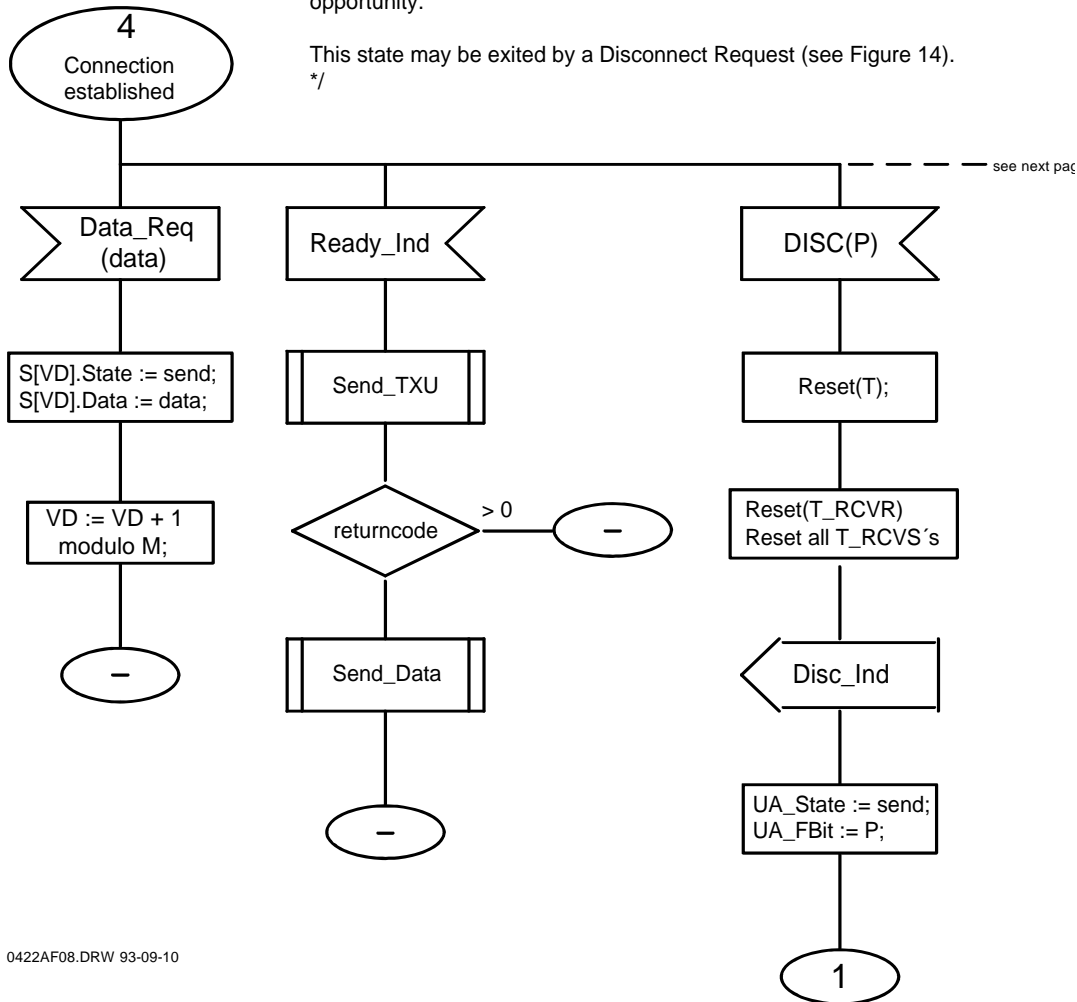 opportunity.
This state may be exited by a Disconnect Request (see Figure 14).
*/
4
Connection
established
see next pag
Data_Req
(data)
Ready_Ind
DISC(P)
S[VD].State := send;
S[VD].Data := data;
Send_TXU
Reset(T);
VD := VD + 1
modulo M;
returncode
> 0
–
Reset(T_RCVR)
Reset all T_RCVS´s
–
Send_Data
Disc_Ind
–
UA_State := send;
UA_FBit := P;
1
0422AF08.DRW 93-09-10